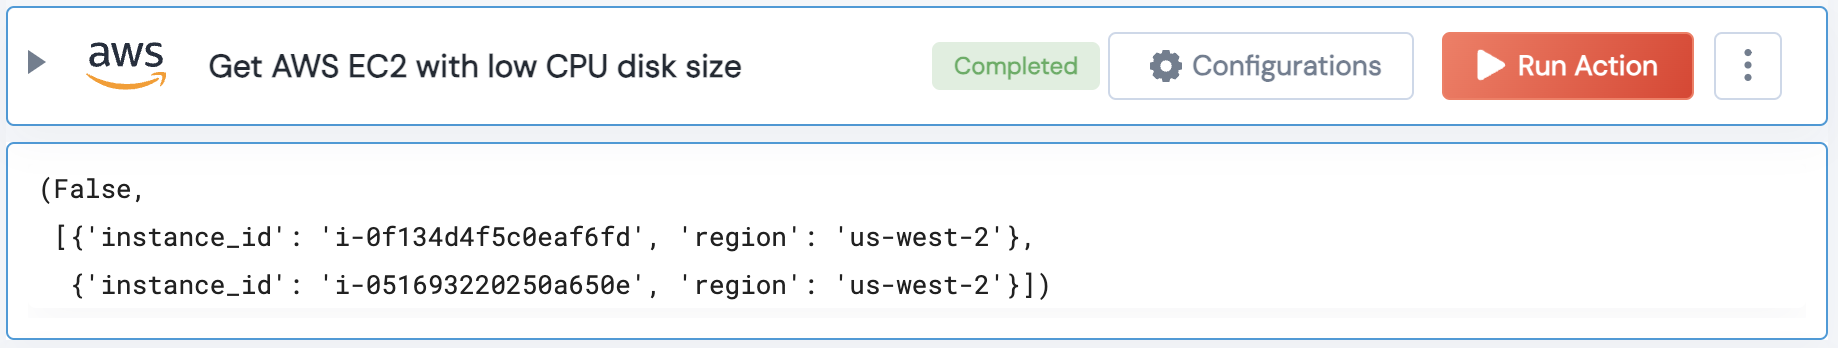 aws
Get AWS EC2 with low CPU disk size
Completed
Configurations
Run Action
(False,
[{'instance_id': 'i-0f134d4f5c0eaf6fd', 'region': 'us-west-2'},
{'instance_id': 'i-051693220250a650e', 'region': 'us-west-2'}])